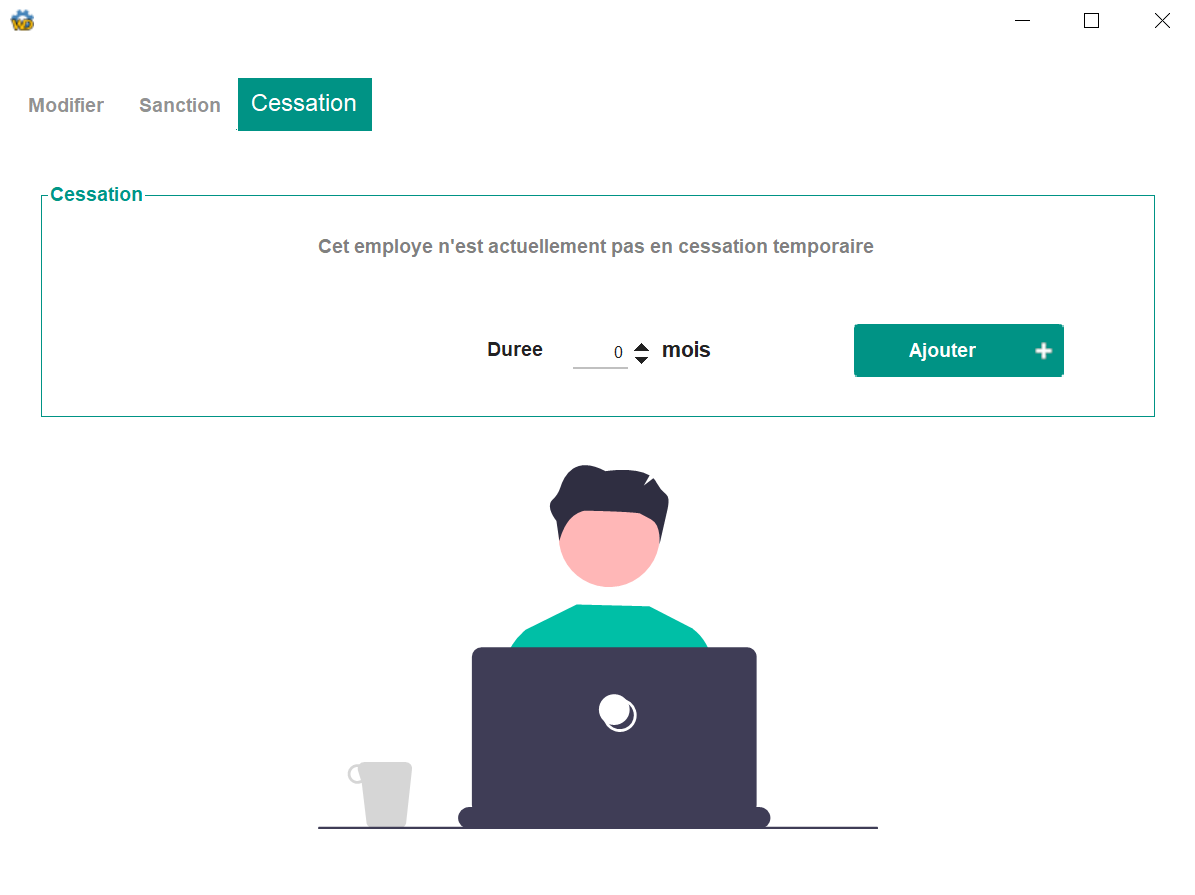 Modifier Sanction Cessation
Cessation
Cet employe n'est actuellement pas en cessation temporaire
Duree 0 mois Ajouter